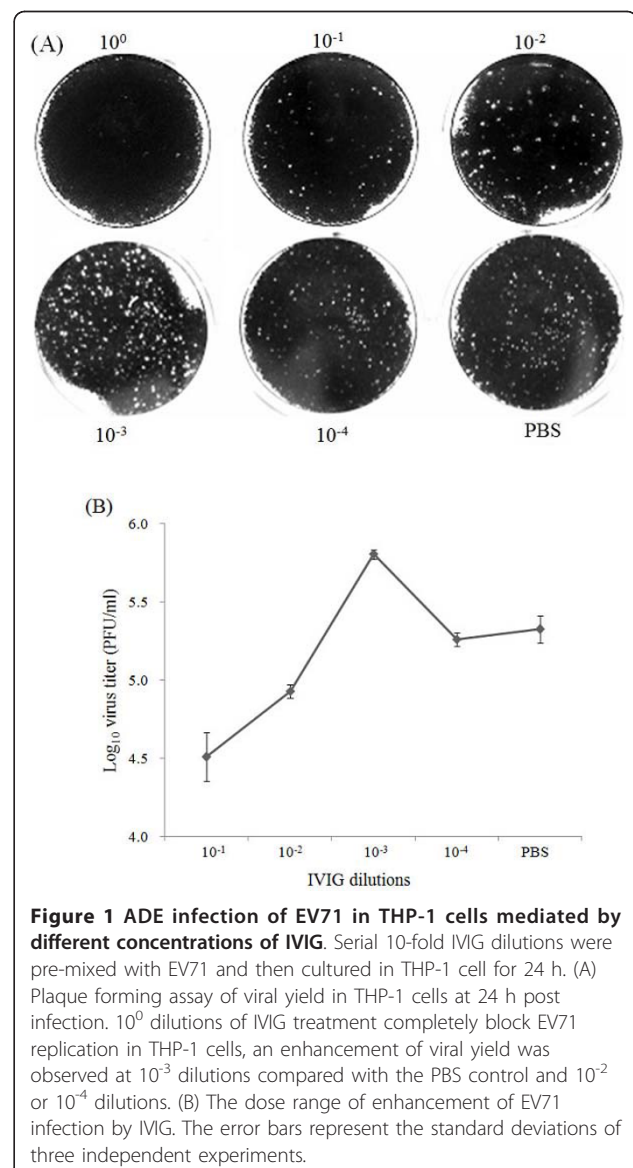 (A)
10⁰ 10⁻¹ 10⁻²
10⁻³ 10⁻⁴ PBS
(B)
6.0
5.5
5.0
4.5
4.0
Log₁₀ virus titer (PFU/ml)
10⁻¹ 10⁻² 10⁻³ 10⁻⁴ PBS
IVIG dilutions
Figure 1 ADE infection of EV71 in THP-1 cells mediated by
different concentrations of IVIG. Serial 10-fold IVIG dilutions were
pre-mixed with EV71 and then cultured in THP-1 cell for 24 h. (A)
Plaque forming assay of viral yield in THP-1 cells at 24 h post
infection. 10⁰ dilutions of IVIG treatment completely block EV71
replication in THP-1 cells, an enhancement of viral yield was
observed at 10⁻³ dilutions compared with the PBS control and 10⁻²
or 10⁻⁴ dilutions. (B) The dose range of enhancement of EV71
infection by IVIG. The error bars represent the standard deviations of
three independent experiments.